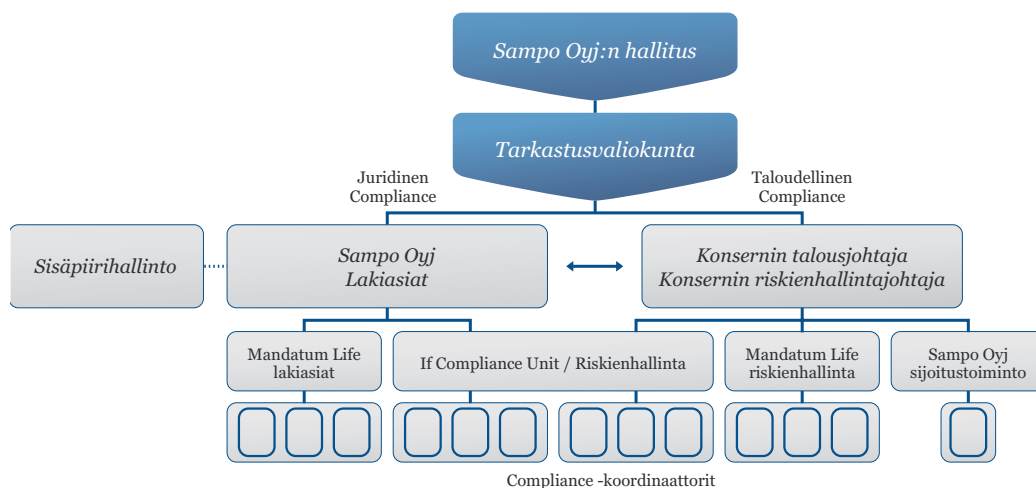 Sampo Oyj:n hallitus
Tarkastusvaliokunta
Juridinen
Compliance
Taloudellinen
Compliance
Sisäpiirihallinto
Sampo Oyj
Lakiasiat
Konsernin talousjohtaja
Konsernin riskienhallintajohtaja
Mandatum Life
lakiasiat
If Compliance Unit / Riskienhallinta
Mandatum Life
riskienhallinta
Sampo Oyj
sijoitustoiminto
Compliance -koordinaattorit